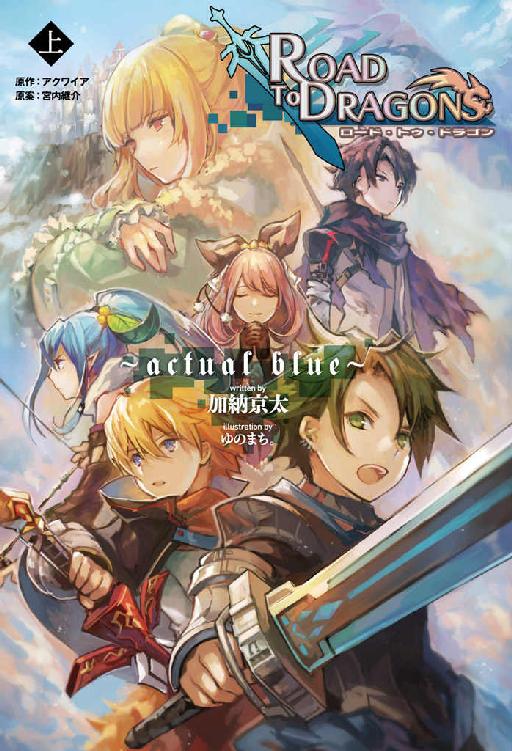 上
原作：アクワイア
原案：宮内継介
ROAD
TO DRAGONS
ロード・トゥ・ドラゴン
~actual blue~
written by
加納京太
illustration by
ゆのまち。